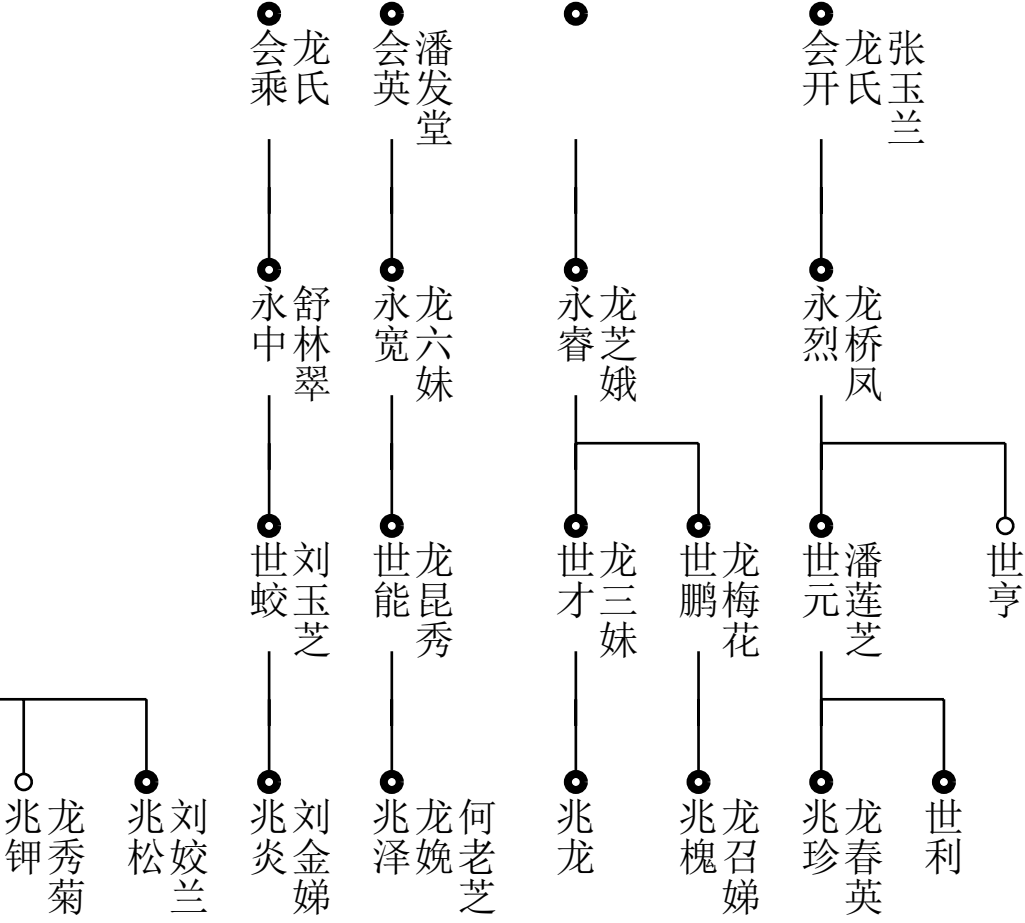 会乘
龙氏
会英
潘发堂
会开
龙氏
张玉兰
永中
舒林翠
永宽
龙六妹
永睿
龙芝娥
永烈
龙桥凤
世蛟
刘玉芝
世能
龙昆秀
世才
龙三妹
世鹏
龙梅花
世元
潘莲芝
世亨
兆钾
龙秀菊
兆松
刘姣兰
兆炎
刘金娣
兆泽
龙娩
何老芝
兆龙
兆槐
龙召娣
兆珍
龙春英
世利